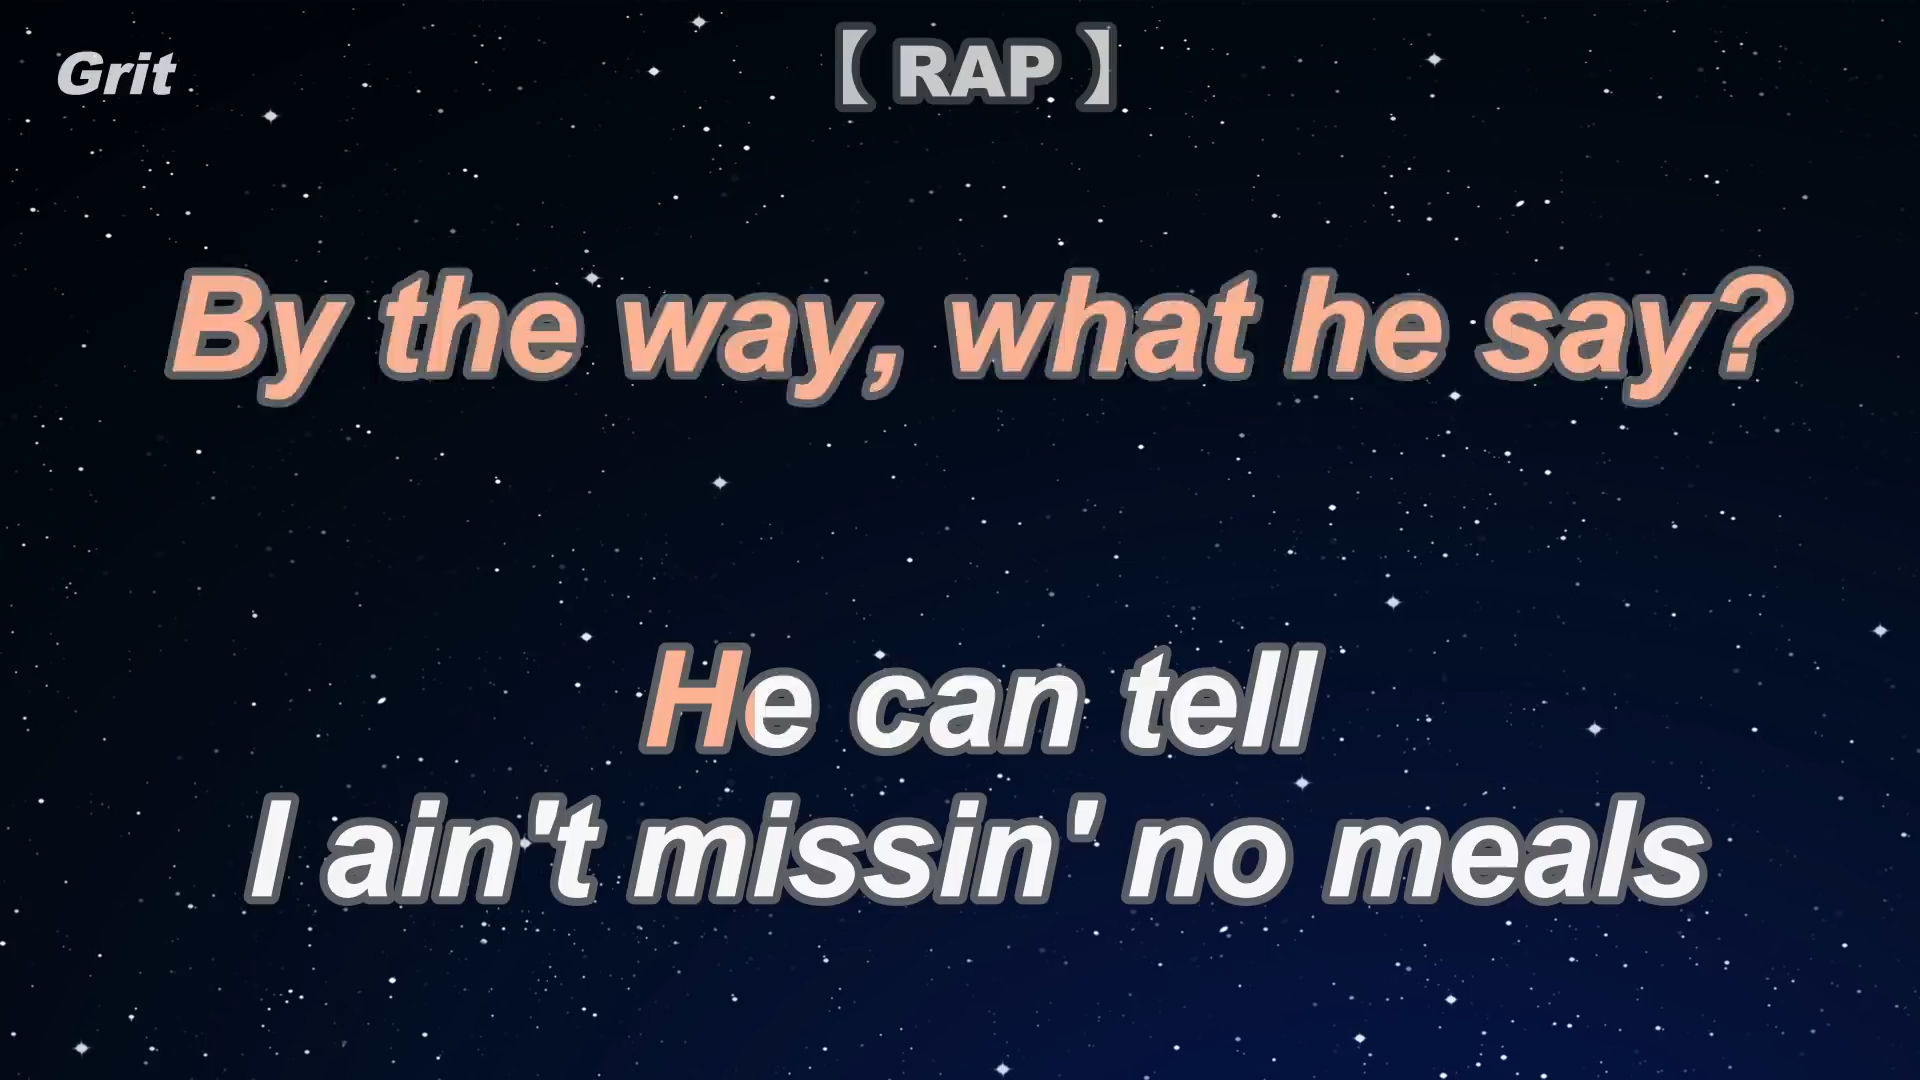 Grit
【 RAP 】
By the way, what he say?
He can tell
I ain't missin' no meals